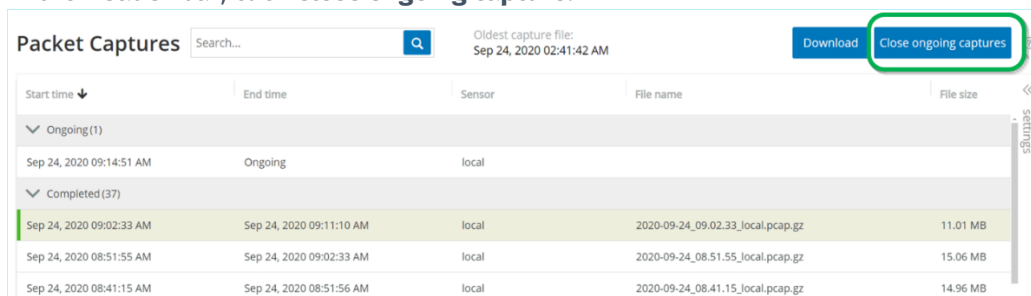 Packet Captures Search... Oldest capture file: Download Close ongoing captures
Sep 24, 2020 02:41:42 AM
Start time End time Sensor File name File size
settings
Ongoing (1)
Sep 24, 2020 09:14:51 AM Ongoing local
Completed (37)
Sep 24, 2020 09:02:33 AM Sep 24, 2020 09:11:10 AM local 2020-09-24_09.02.33_local.pcap.gz 11.01 MB
Sep 24, 2020 08:51:55 AM Sep 24, 2020 09:02:33 AM local 2020-09-24_08.51.55_local.pcap.gz 15.06 MB
Sep 24, 2020 08:41:15 AM Sep 24, 2020 08:51:56 AM local 2020-09-24_08.41.15_local.pcap.gz 14.96 MB